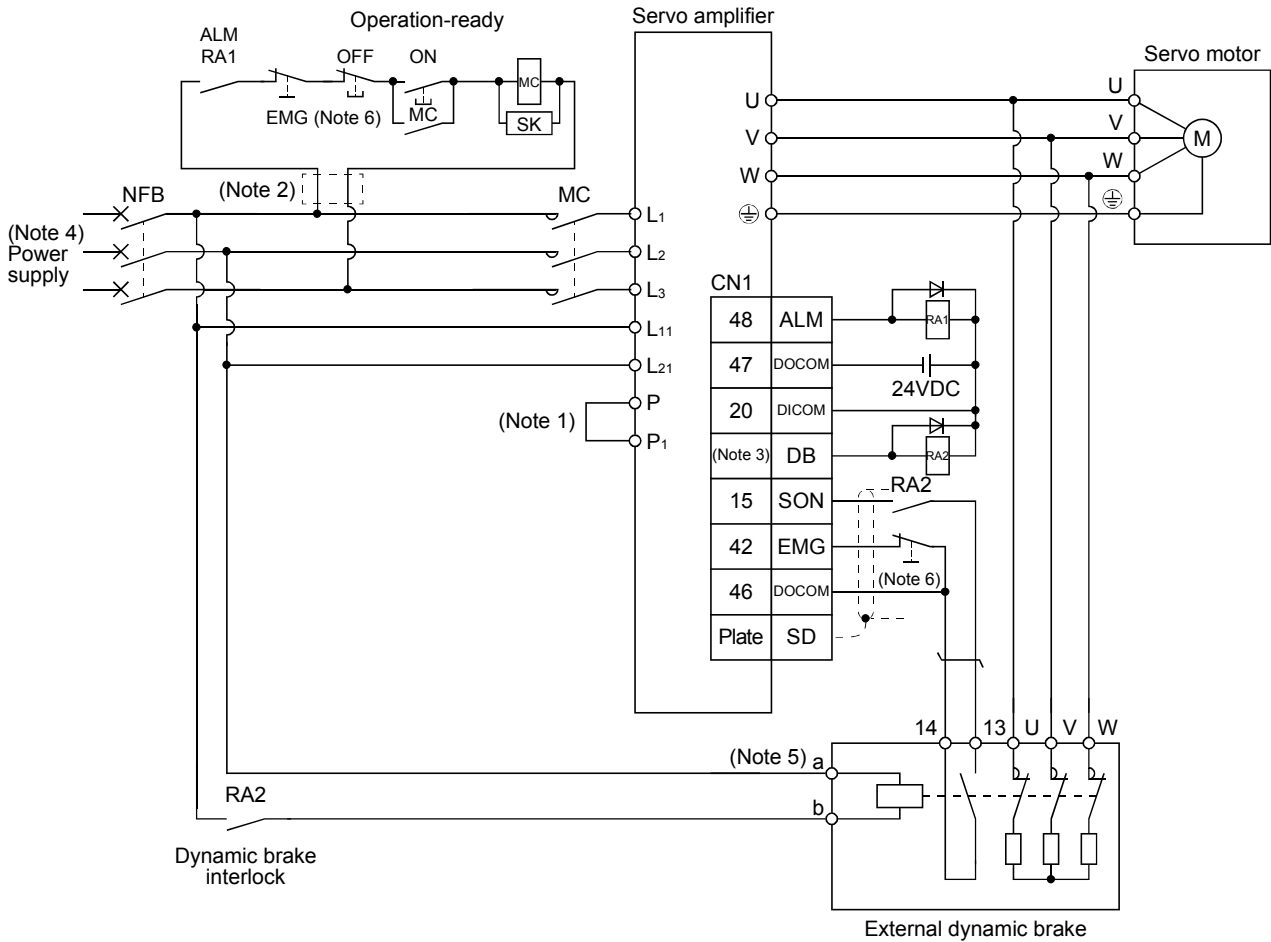 Operation-ready
Servo amplifier
ALM
RA1
OFF
ON
Servo motor
MC
EMG (Note 6)
MC
SK
U
U
V
V
M
W
W
(Note 2)
NFB
MC
L1
(Note 4)
Power
supply
L2
L3
CN1
48 ALM
RA1
L11
47 DOCOM
24VDC
L21
20 DICOM
P
(Note 1)
P1
(Note 3) DB
RA2
RA2
15 SON
42 EMG
(Note 6)
46 DOCOM
Plate SD
14 13 U V W
(Note 5) a
RA2
b
Dynamic brake
interlock
External dynamic brake